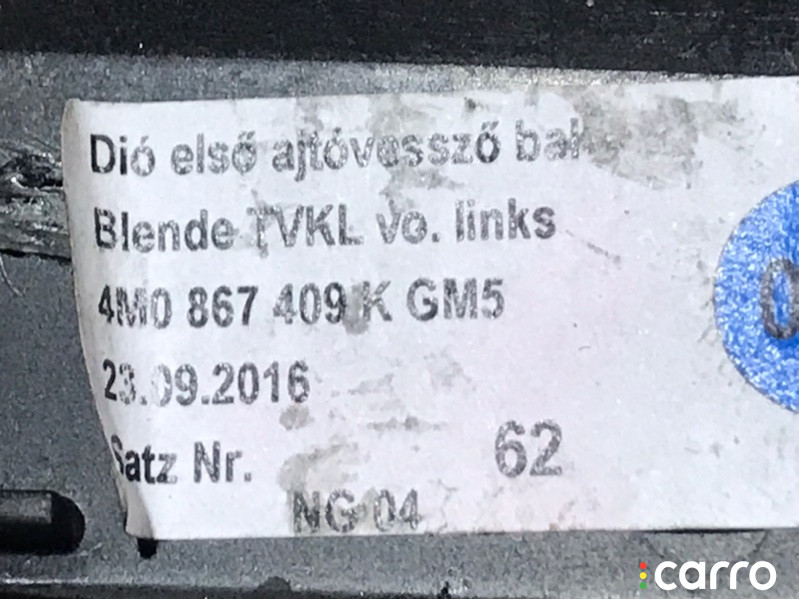 Dió első ajtóvessző bal
Blende TVKL vo. links
4M0 867 409 K GM5
23.09.2016
Satz Nr. 62
NG 04
0
carro